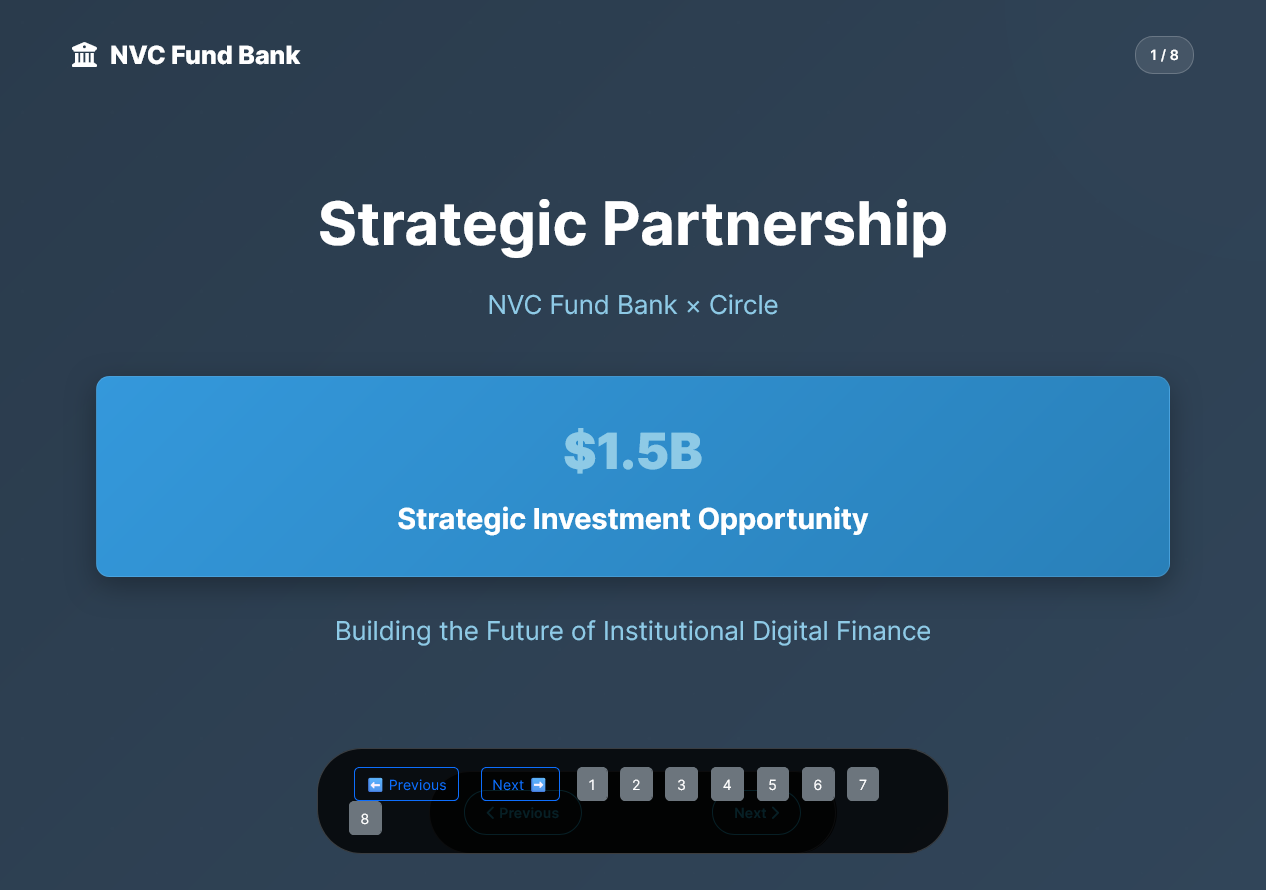 NVC Fund Bank
1 / 8
Strategic Partnership
NVC Fund Bank × Circle
$1.5B
Strategic Investment Opportunity
Building the Future of Institutional Digital Finance
⬅️ Previous Next ➡️ 1 2 3 4 5 6 7
8
< Previous Next >